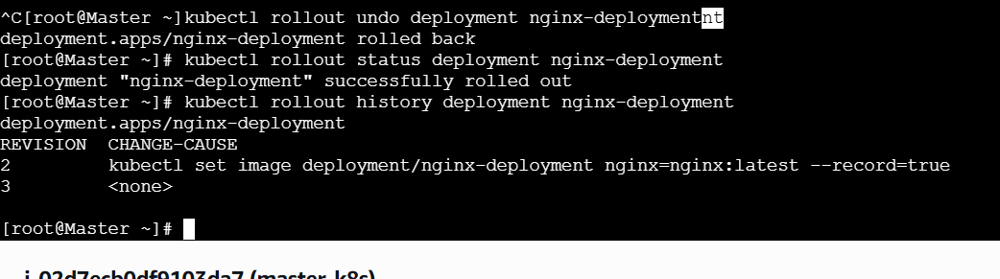 ^C[root@Master ~]kubectl rollout undo deployment nginx-deploymentnt
deployment.apps/nginx-deployment rolled back
[root@Master ~]# kubectl rollout status deployment nginx-deployment
deployment "nginx-deployment" successfully rolled out
[root@Master ~]# kubectl rollout history deployment nginx-deployment
deployment.apps/nginx-deployment
REVISION  CHANGE-CAUSE
2         kubectl set image deployment/nginx-deployment nginx=nginx:latest --record=true
3         <none>
[root@Master ~]#
i-02d7ecb0df9103da7 (master-k8s)